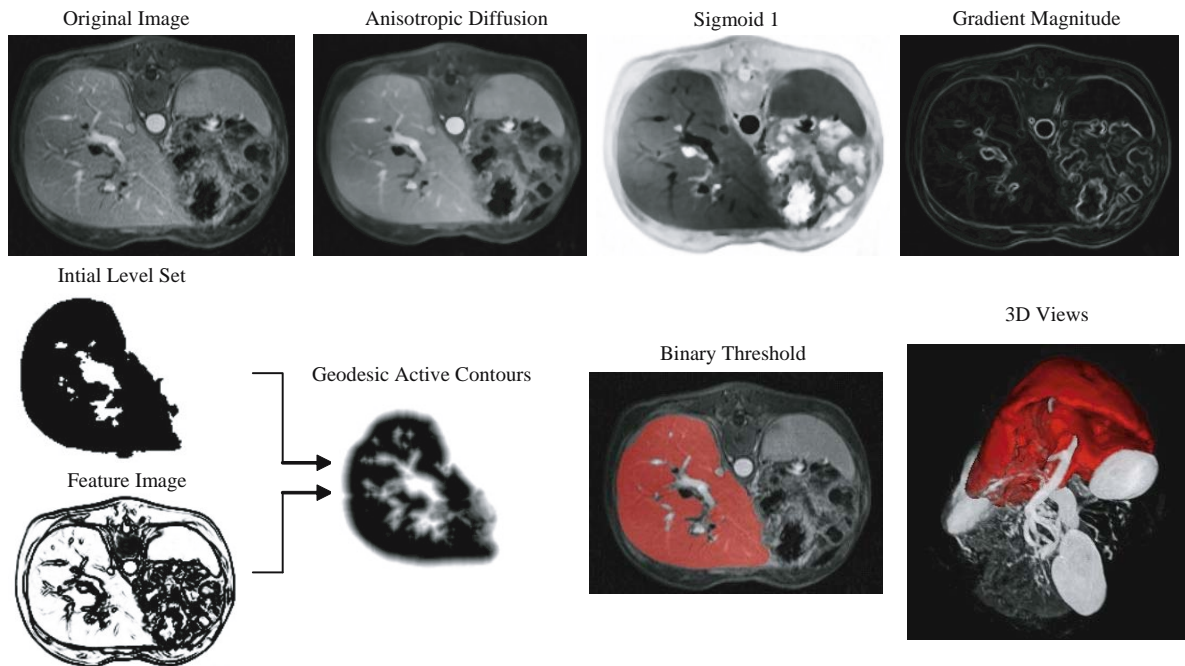 Original Image
Anisotropic Diffusion
Sigmoid 1
Gradient Magnitude
Intial Level Set
3D Views
Binary Threshold
Geodesic Active Contours
Feature Image